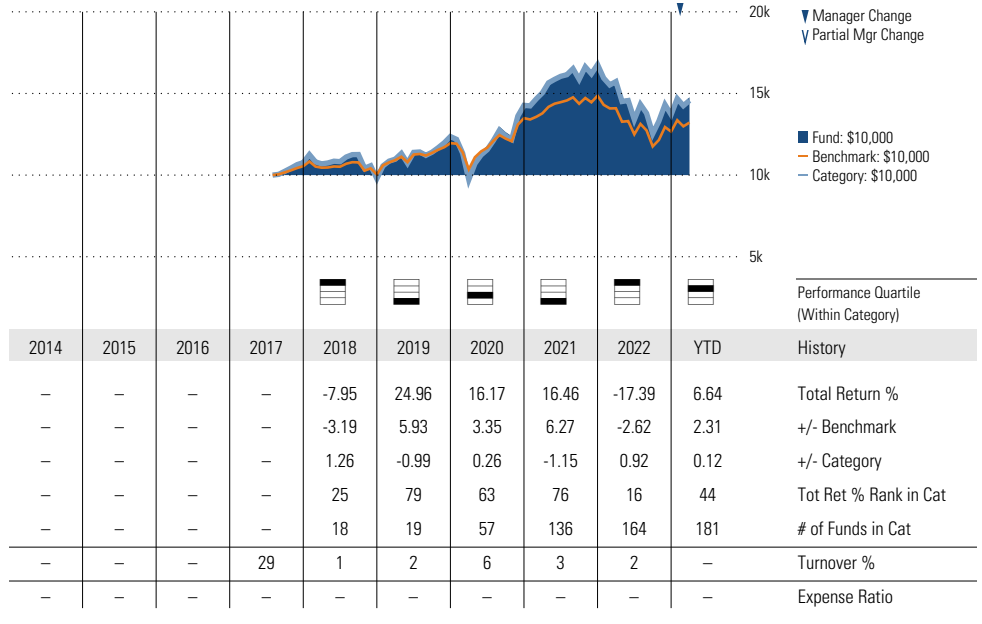 20k
Manager Change
Partial Mgr Change
15k
Fund: $10,000
Benchmark: $10,000
Category: $10,000
10k
5k
Performance Quartile
(Within Category)
2014 2015 2016 2017 2018 2019 2020 2021 2022 YTD History
– – – – -7.95 24.96 16.17 16.46 -17.39 6.64 Total Return %
– – – – -3.19 5.93 3.35 6.27 -2.62 2.31 +/- Benchmark
– – – – 1.26 -0.99 0.26 -1.15 0.92 0.12 +/- Category
– – – – 25 79 63 76 16 44 Tot Ret % Rank in Cat
– – – – 18 19 57 136 164 181 # of Funds in Cat
– – – 29 1 2 6 3 2 – Turnover %
– – – – – – – – – – Expense Ratio